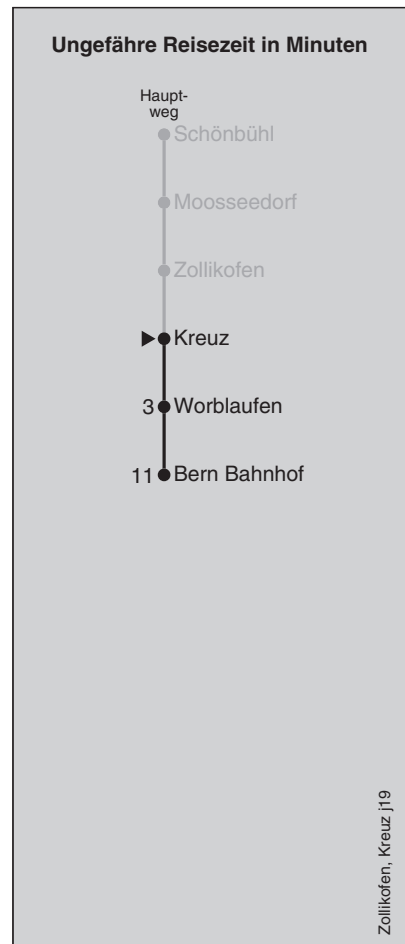 Ungefähre Reisezeit in Minuten
Haupt-
weg
Schönbühl
Moosseedorf
Zollikofen
Kreuz
3 Worblaufen
11 Bern Bahnhof
Zollikofen, Kreuz j19